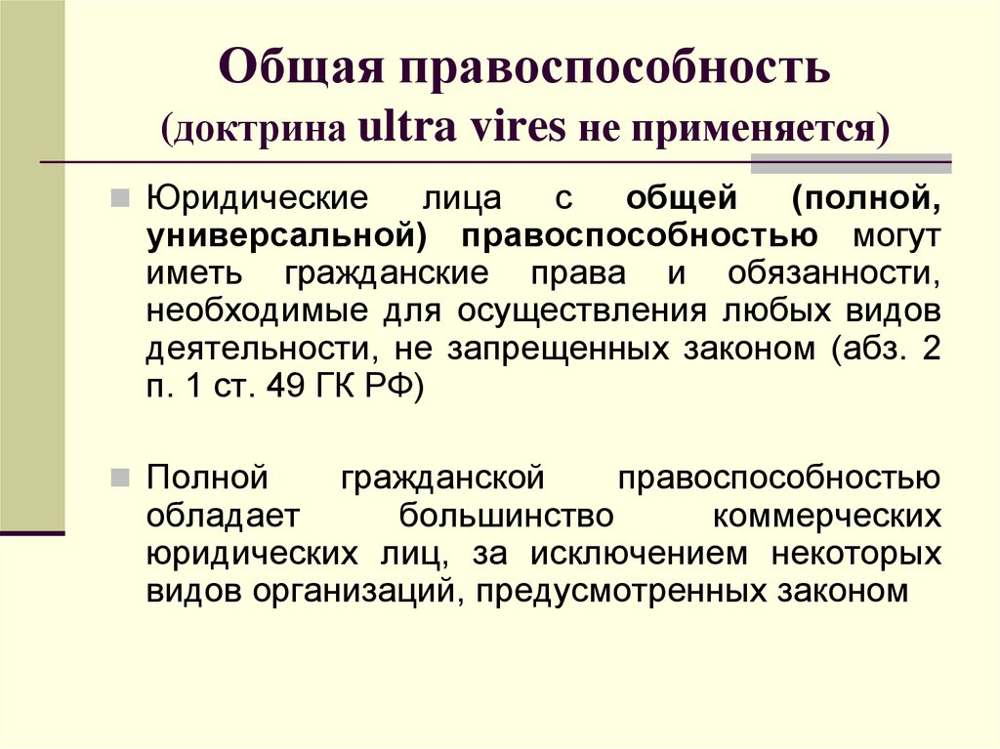 Общая правоспособность
(доктрина ultra vires не применяется)
Юридические лица с общей (полной,
универсальной) правоспособностью могут
иметь гражданские права и обязанности,
необходимые для осуществления любых видов
деятельности, не запрещенных законом (абз. 2
п. 1 ст. 49 ГК РФ)
Полной гражданской правоспособностью
обладает большинство коммерческих
юридических лиц, за исключением некоторых
видов организаций, предусмотренных законом